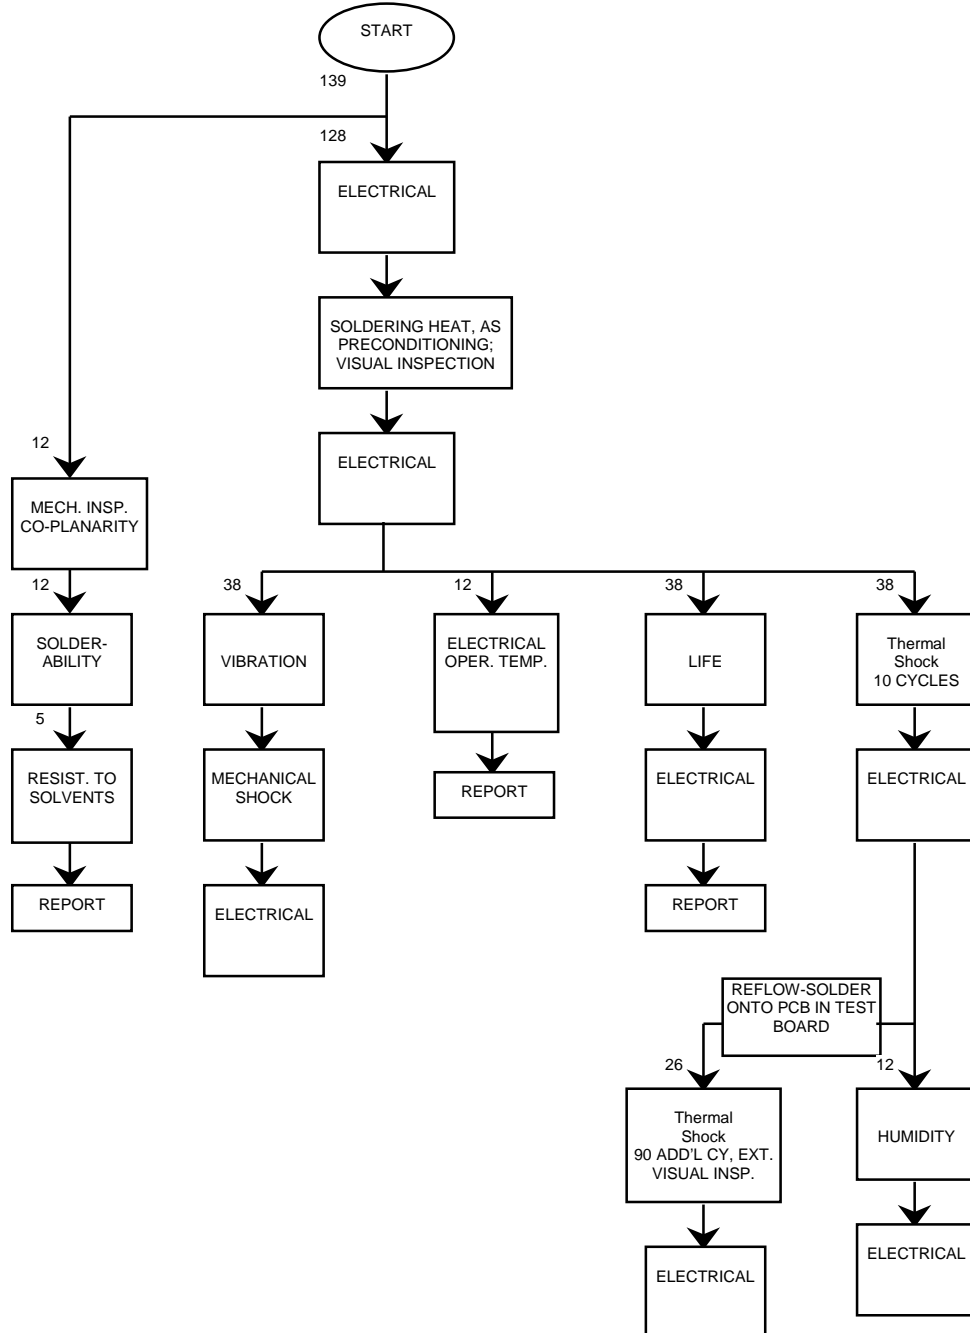 START
139
128
ELECTRICAL
SOLDERING HEAT, AS
PRECONDITIONING;
VISUAL INSPECTION
ELECTRICAL
12
MECH. INSP.
CO-PLANARITY
12
SOLDER-
ABILITY
5
RESIST. TO
SOLVENTS
REPORT
38
VIBRATION
MECHANICAL
SHOCK
ELECTRICAL
12
ELECTRICAL
OPER. TEMP.
REPORT
38
LIFE
ELECTRICAL
REPORT
38
Thermal
Shock
10 CYCLES
ELECTRICAL
REFLOW-SOLDER
ONTO PCB IN TEST
BOARD
26
Thermal
Shock
90 ADD'L CY, EXT.
VISUAL INSP.
ELECTRICAL
12
HUMIDITY
ELECTRICAL